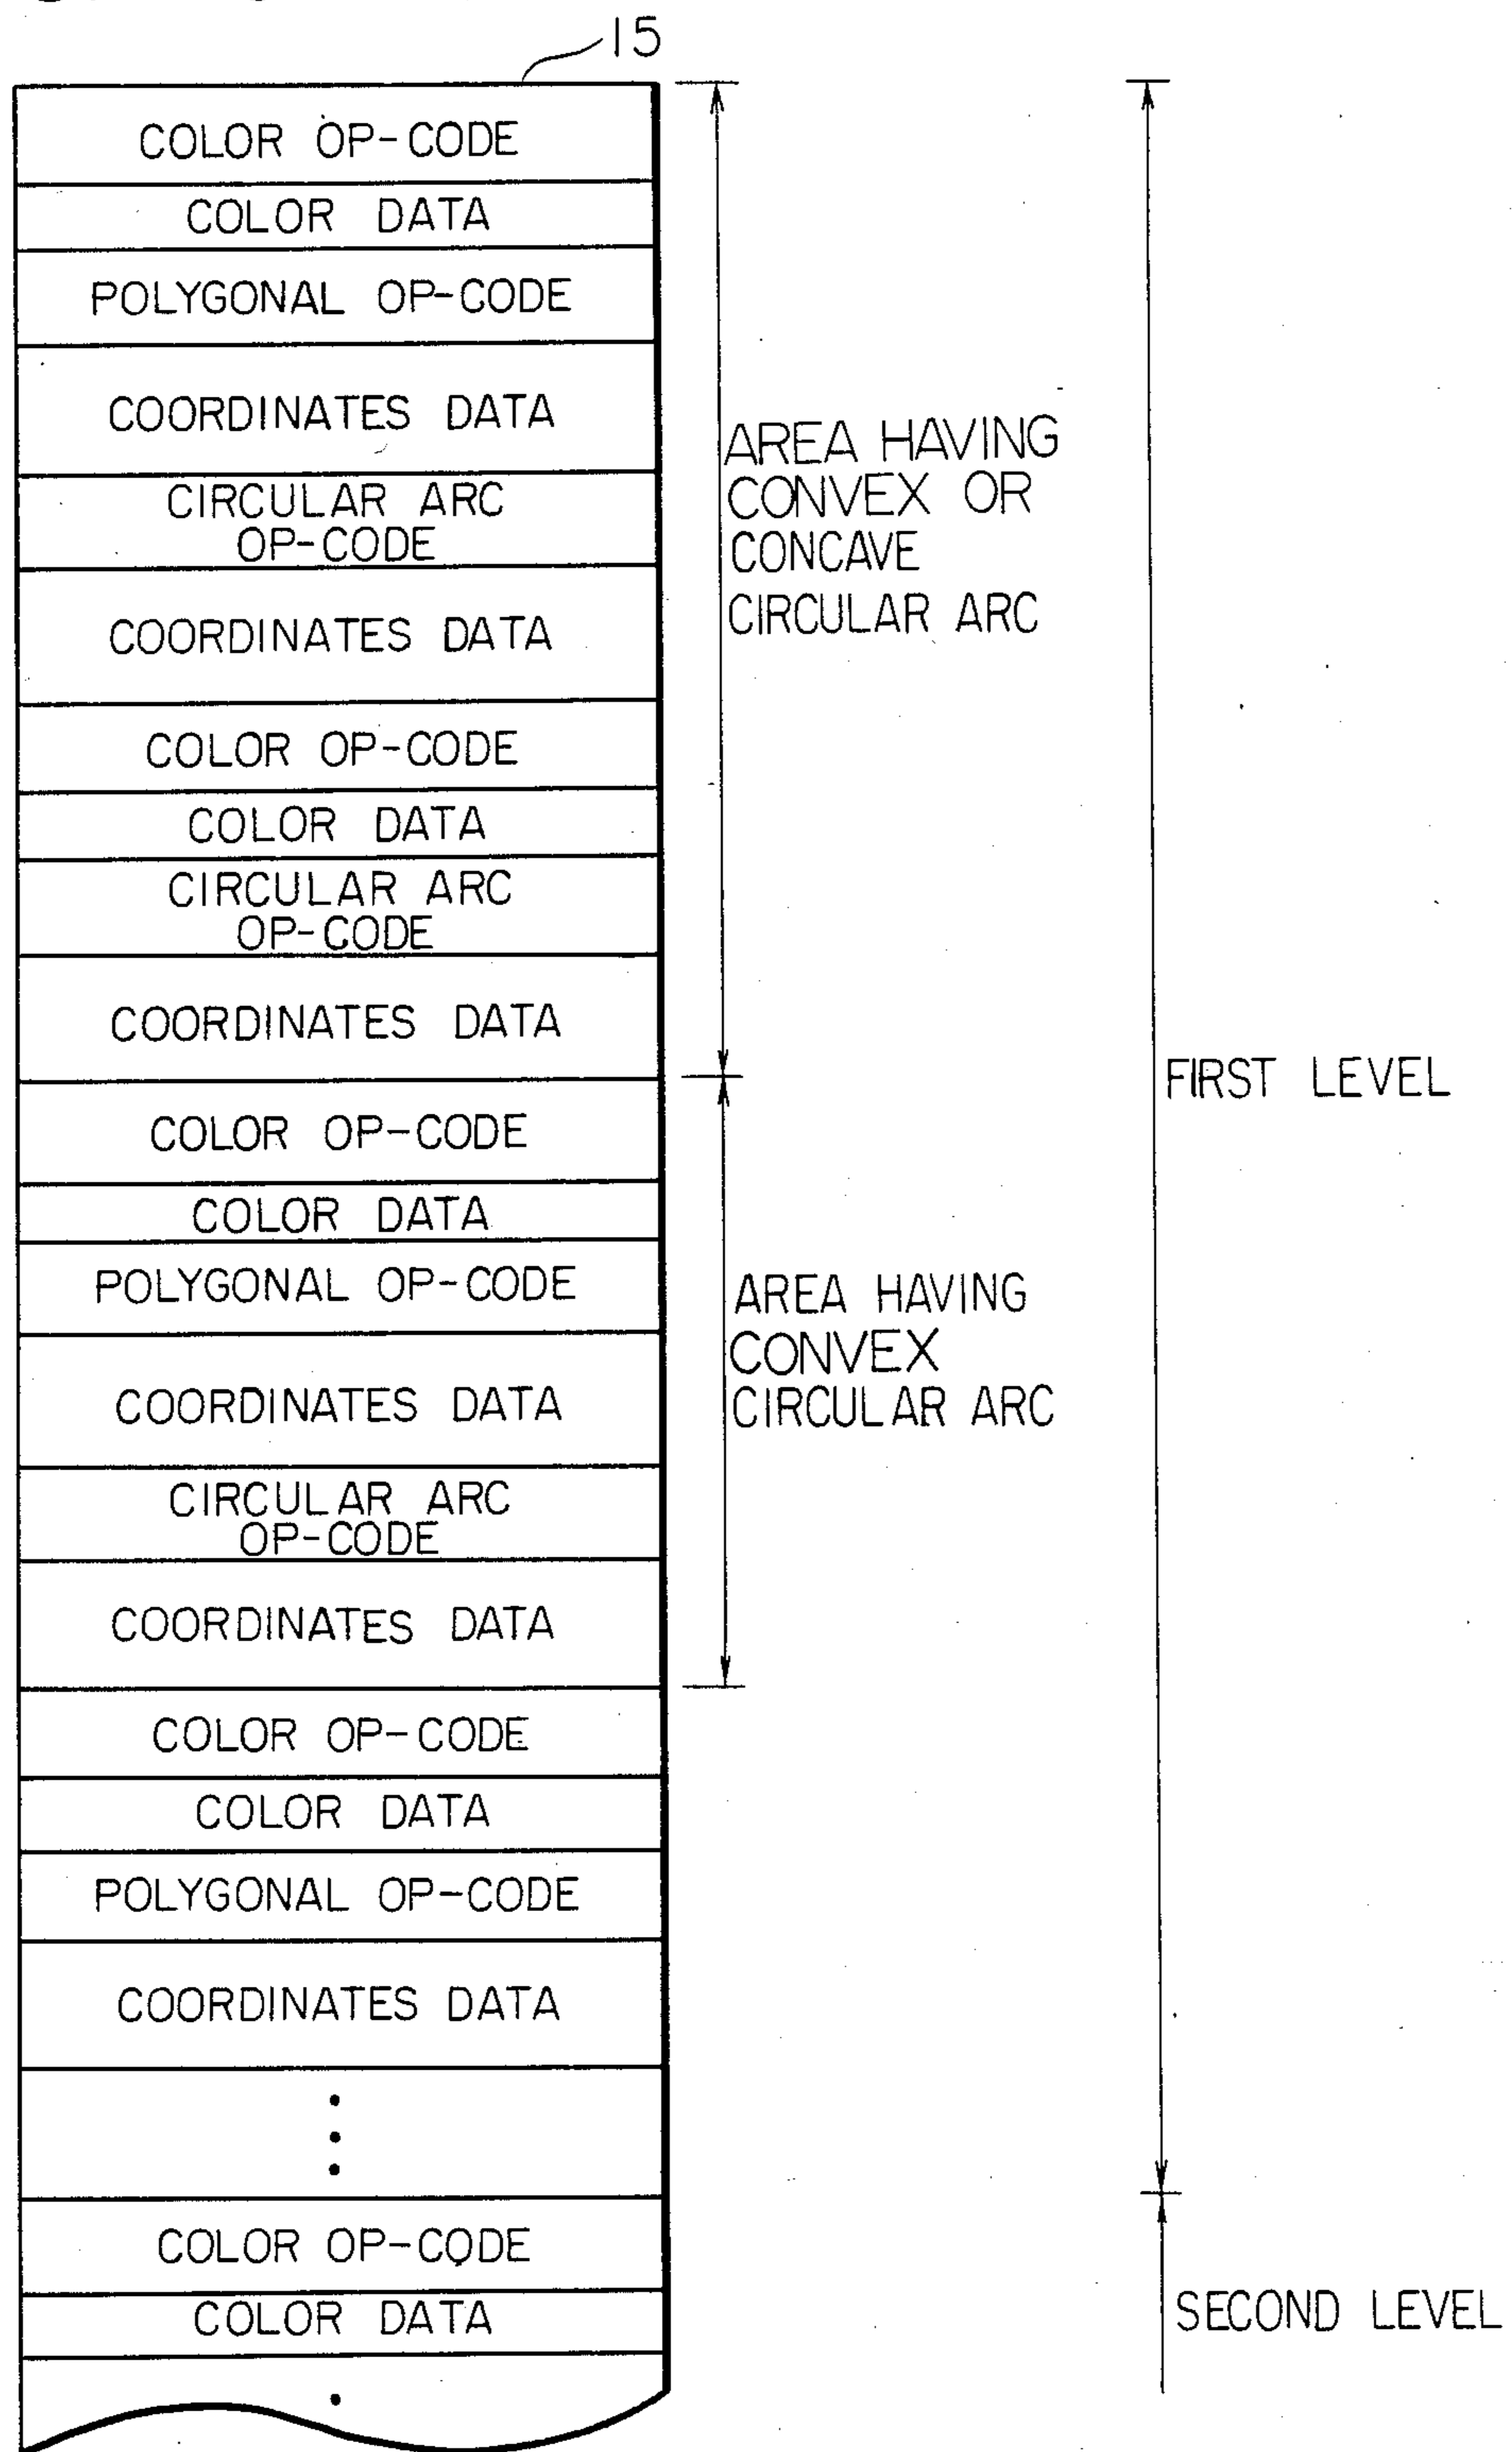 15
COLOR OP-CODE
COLOR DATA
POLYGONAL OP-CODE
COORDINATES DATA
CIRCULAR ARC
OP-CODE
COORDINATES DATA
COLOR OP-CODE
COLOR DATA
CIRCULAR ARC
OP-CODE
COORDINATES DATA
AREA HAVING
CONVEX OR
CONCAVE
CIRCULAR ARC
COLOR OP-CODE
COLOR DATA
POLYGONAL OP-CODE
COORDINATES DATA
CIRCULAR ARC
OP-CODE
COORDINATES DATA
AREA HAVING
CONVEX
CIRCULAR ARC
COLOR OP-CODE
COLOR DATA
POLYGONAL OP-CODE
COORDINATES DATA
FIRST LEVEL
COLOR OP-CODE
COLOR DATA
SECOND LEVEL